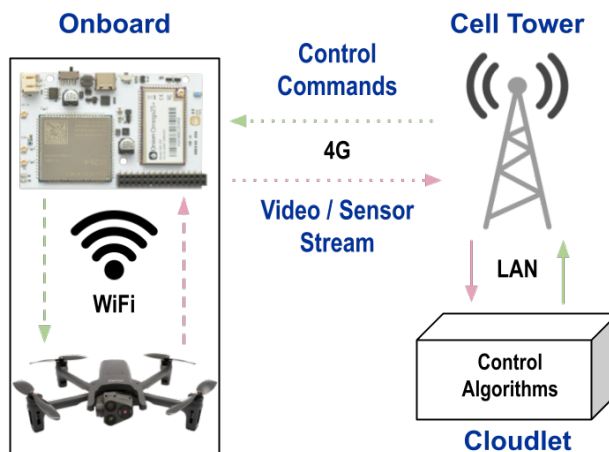 Onboard
Cell Tower
Control
Commands
4G
Video / Sensor
Stream
WiFi
LAN
Control
Algorithms
Cloudlet